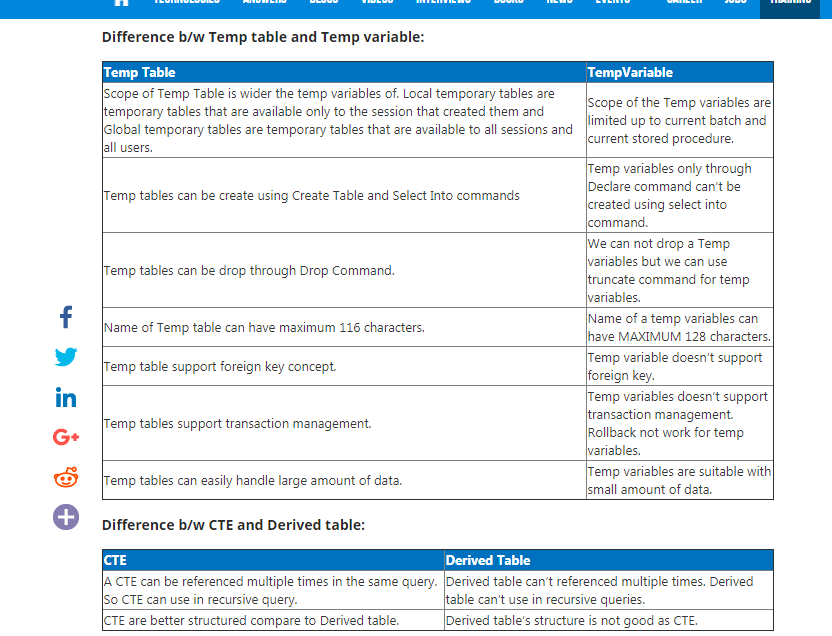 TECHNOLOGIES ANSWERS BLOGS VIDEOS INTERVIEWS BOOKS NEWS EVENTS CAREER JOBS TRAINING
Difference b/w Temp table and Temp variable:
Temp Table
TempVariable
Scope of Temp Table is wider the temp variables of. Local temporary tables are
temporary tables that are available only to the session that created them and
Global temporary tables are temporary tables that are available to all sessions and
all users.
Scope of the Temp variables are
limited up to current batch and
current stored procedure.
Temp tables can be create using Create Table and Select Into commands
Temp variables only through
Declare command can't be
created using select into
command.
Temp tables can be drop through Drop Command.
We can not drop a Temp
variables but we can use
truncate command for temp
variables.
Name of Temp table can have maximum 116 characters.
Name of a temp variables can
have MAXIMUM 128 characters.
Temp table support foreign key concept.
Temp variable doesn't support
foreign key.
Temp tables support transaction management.
Temp variables doesn't support
transaction management.
Rollback not work for temp
variables.
Temp tables can easily handle large amount of data.
Temp variables are suitable with
small amount of data.
Difference b/w CTE and Derived table:
CTE
Derived Table
A CTE can be referenced multiple times in the same query.
So CTE can use in recursive query.
Derived table can't referenced multiple times. Derived
table can't use in recursive queries.
CTE are better structured compare to Derived table.
Derived table's structure is not good as CTE.
f
in
G+